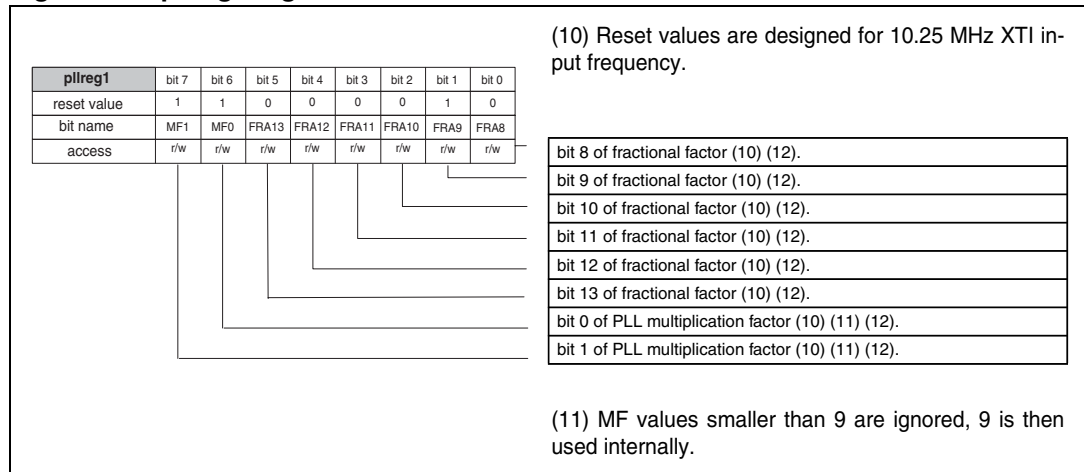 (10) Reset values are designed for 10.25 MHz XTI in-
put frequency.
pllreg1 bit 7 bit 6 bit 5 bit 4 bit 3 bit 2 bit 1 bit 0
reset value 1 1 0 0 0 0 1 0
bit name MF1 MF0 FRA13 FRA12 FRA11 FRA10 FRA9 FRA8
access r/w r/w r/w r/w r/w r/w r/w r/w
bit 8 of fractional factor (10) (12).
bit 9 of fractional factor (10) (12).
bit 10 of fractional factor (10) (12).
bit 11 of fractional factor (10) (12).
bit 12 of fractional factor (10) (12).
bit 13 of fractional factor (10) (12).
bit 0 of PLL multiplication factor (10) (11) (12).
bit 1 of PLL multiplication factor (10) (11) (12).
(11) MF values smaller than 9 are ignored, 9 is then
used internally.